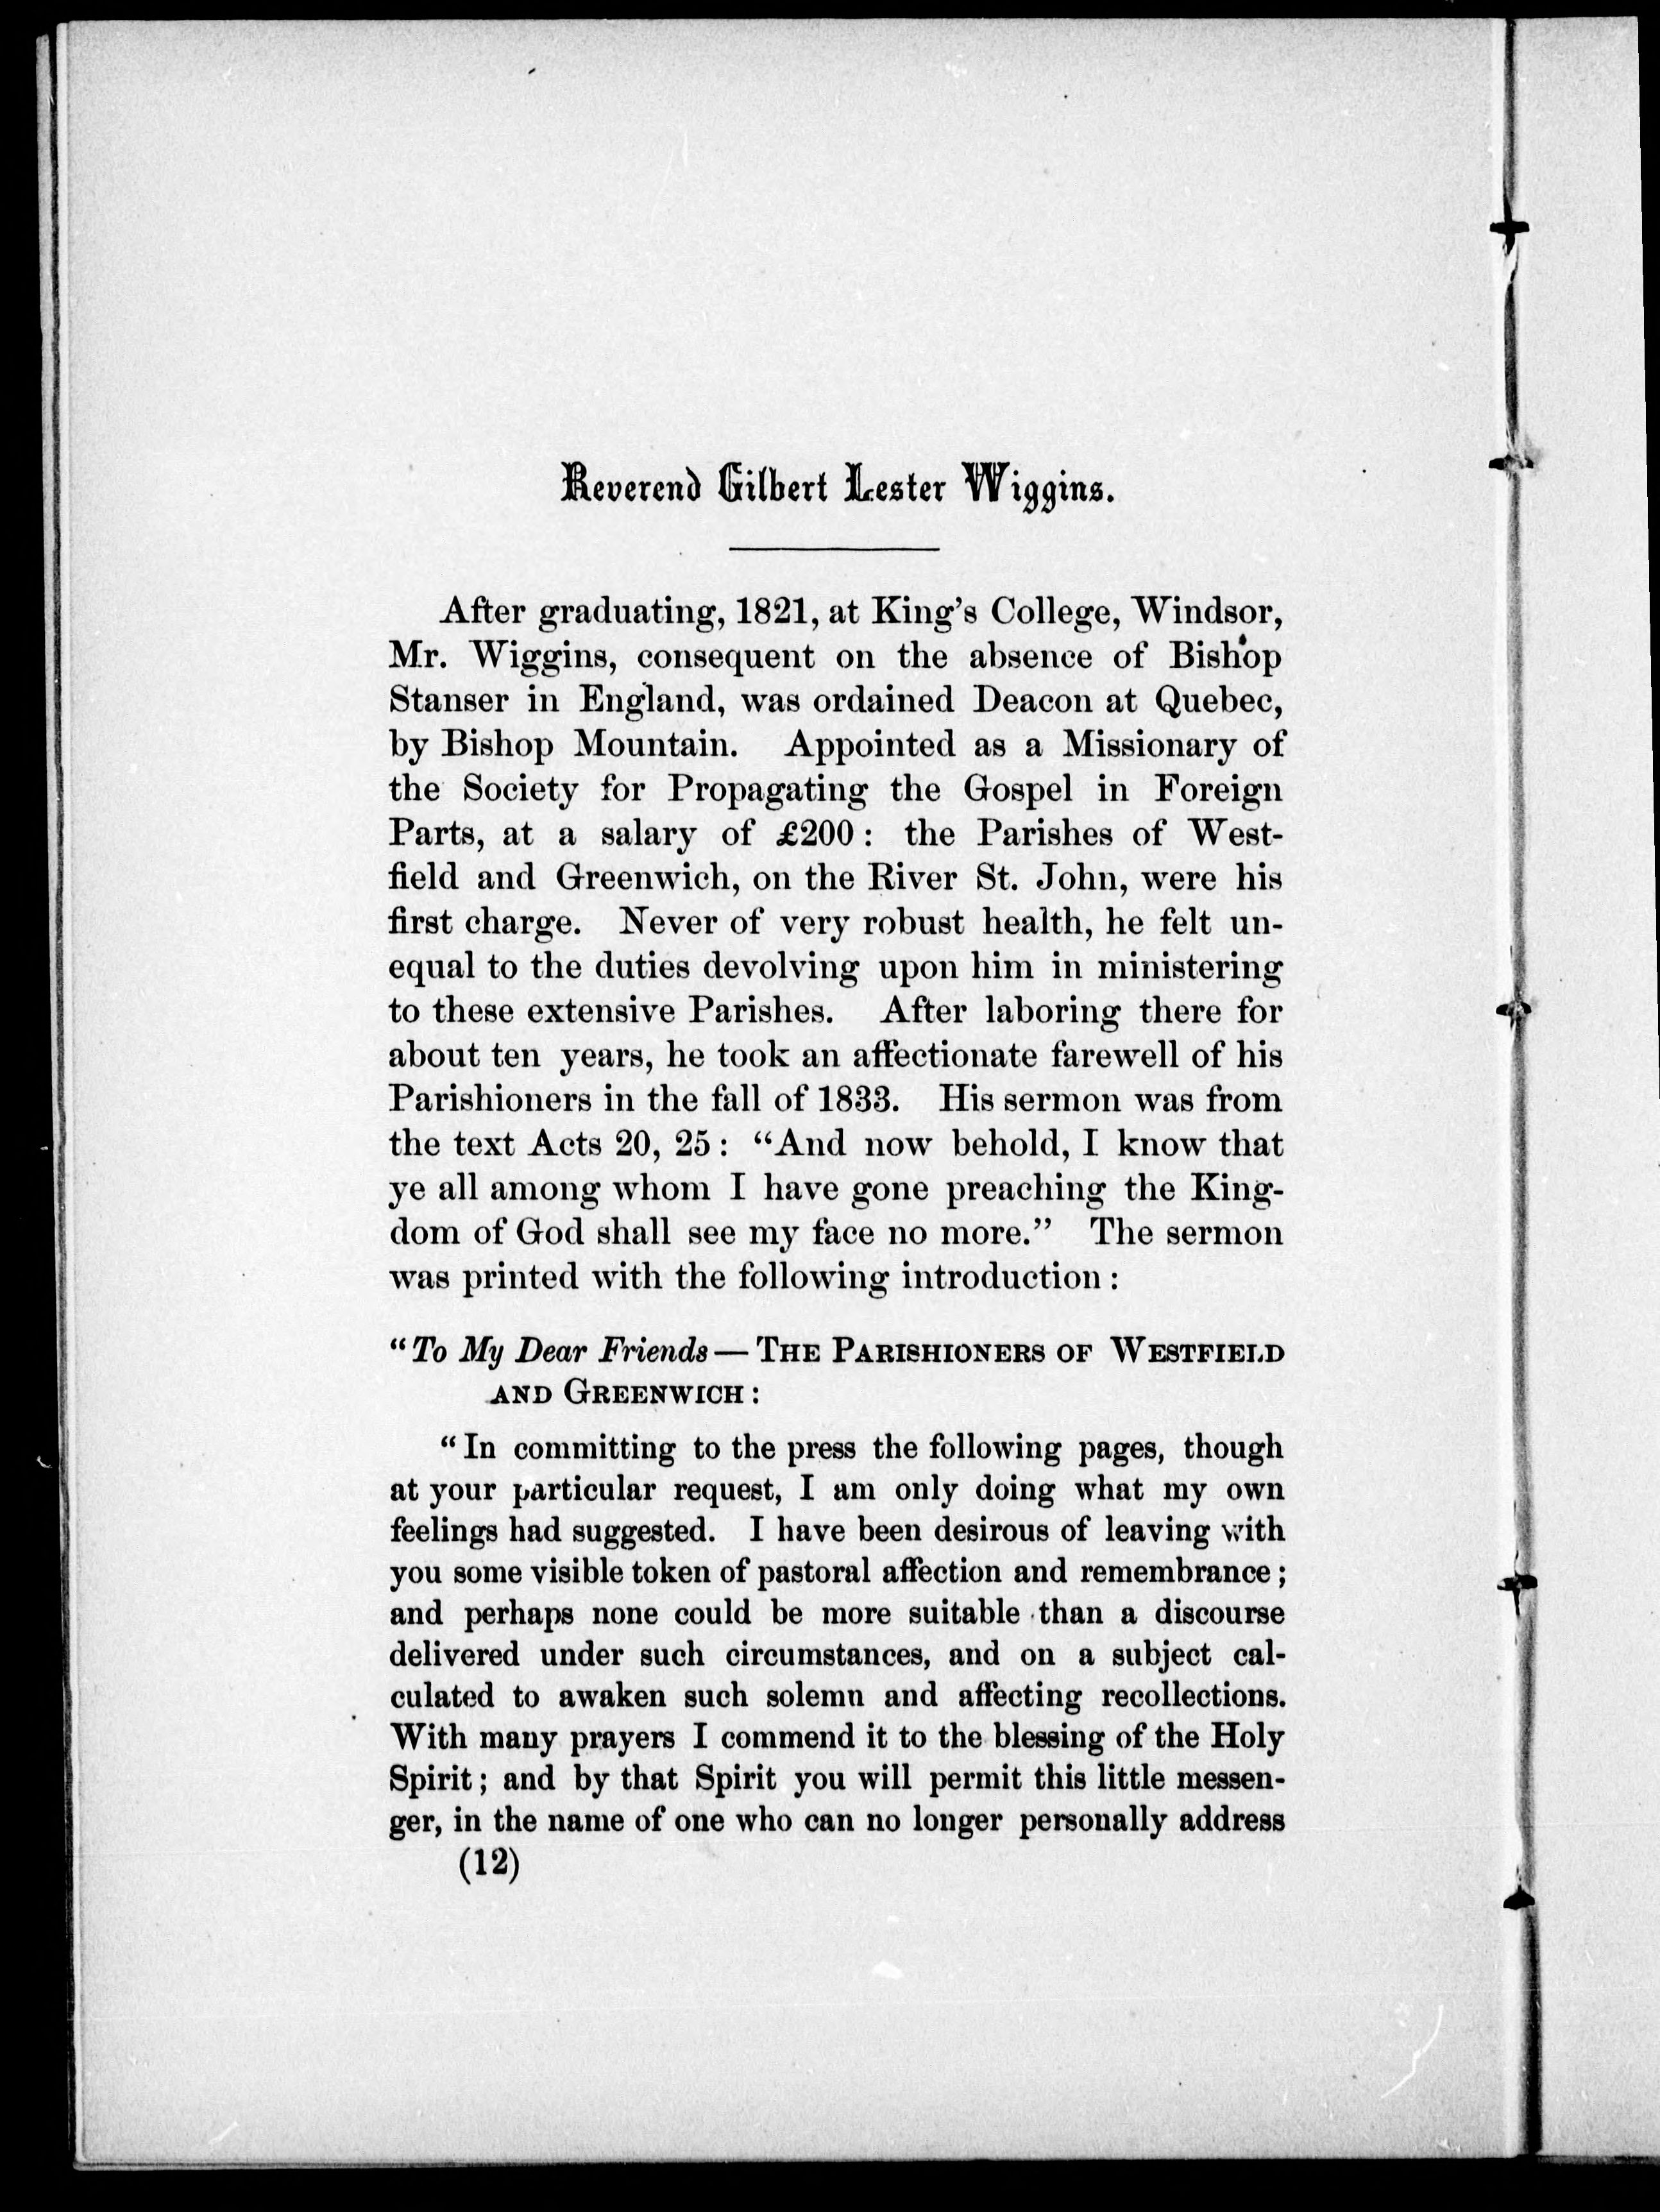 Reverend Gilbert Lester Wiggins.
After graduating, 1821, at King's College, Windsor,
Mr. Wiggins, consequent on the absence of Bishop
Stanser in England, was ordained Deacon at Quebec,
by Bishop Mountain. Appointed as a Missionary of
the Society for Propagating the Gospel in Foreign
Parts, at a salary of £200: the Parishes of West-
field and Greenwich, on the River St. John, were his
first charge. Never of very robust health, he felt un-
equal to the duties devolving upon him in ministering
to these extensive Parishes. After laboring there for
about ten years, he took an affectionate farewell of his
Parishioners in the fall of 1833. His sermon was from
the text Acts 20, 25: "And now behold, I know that
ye all among whom I have gone preaching the King-
dom of God shall see my face no more." The sermon
was printed with the following introduction:
"To My Dear Friends—THE PARISHIONERS OF WESTFIELD
AND GREENWICH:
"In committing to the press the following pages, though
at your particular request, I am only doing what my own
feelings had suggested. I have been desirous of leaving with
you some visible token of pastoral affection and remembrance;
and perhaps none could be more suitable than a discourse
delivered under such circumstances, and on a subject cal-
culated to awaken such solemn and affecting recollections.
With many prayers I commend it to the blessing of the Holy
Spirit; and by that Spirit you will permit this little messen-
ger, in the name of one who can no longer personally address
(12)